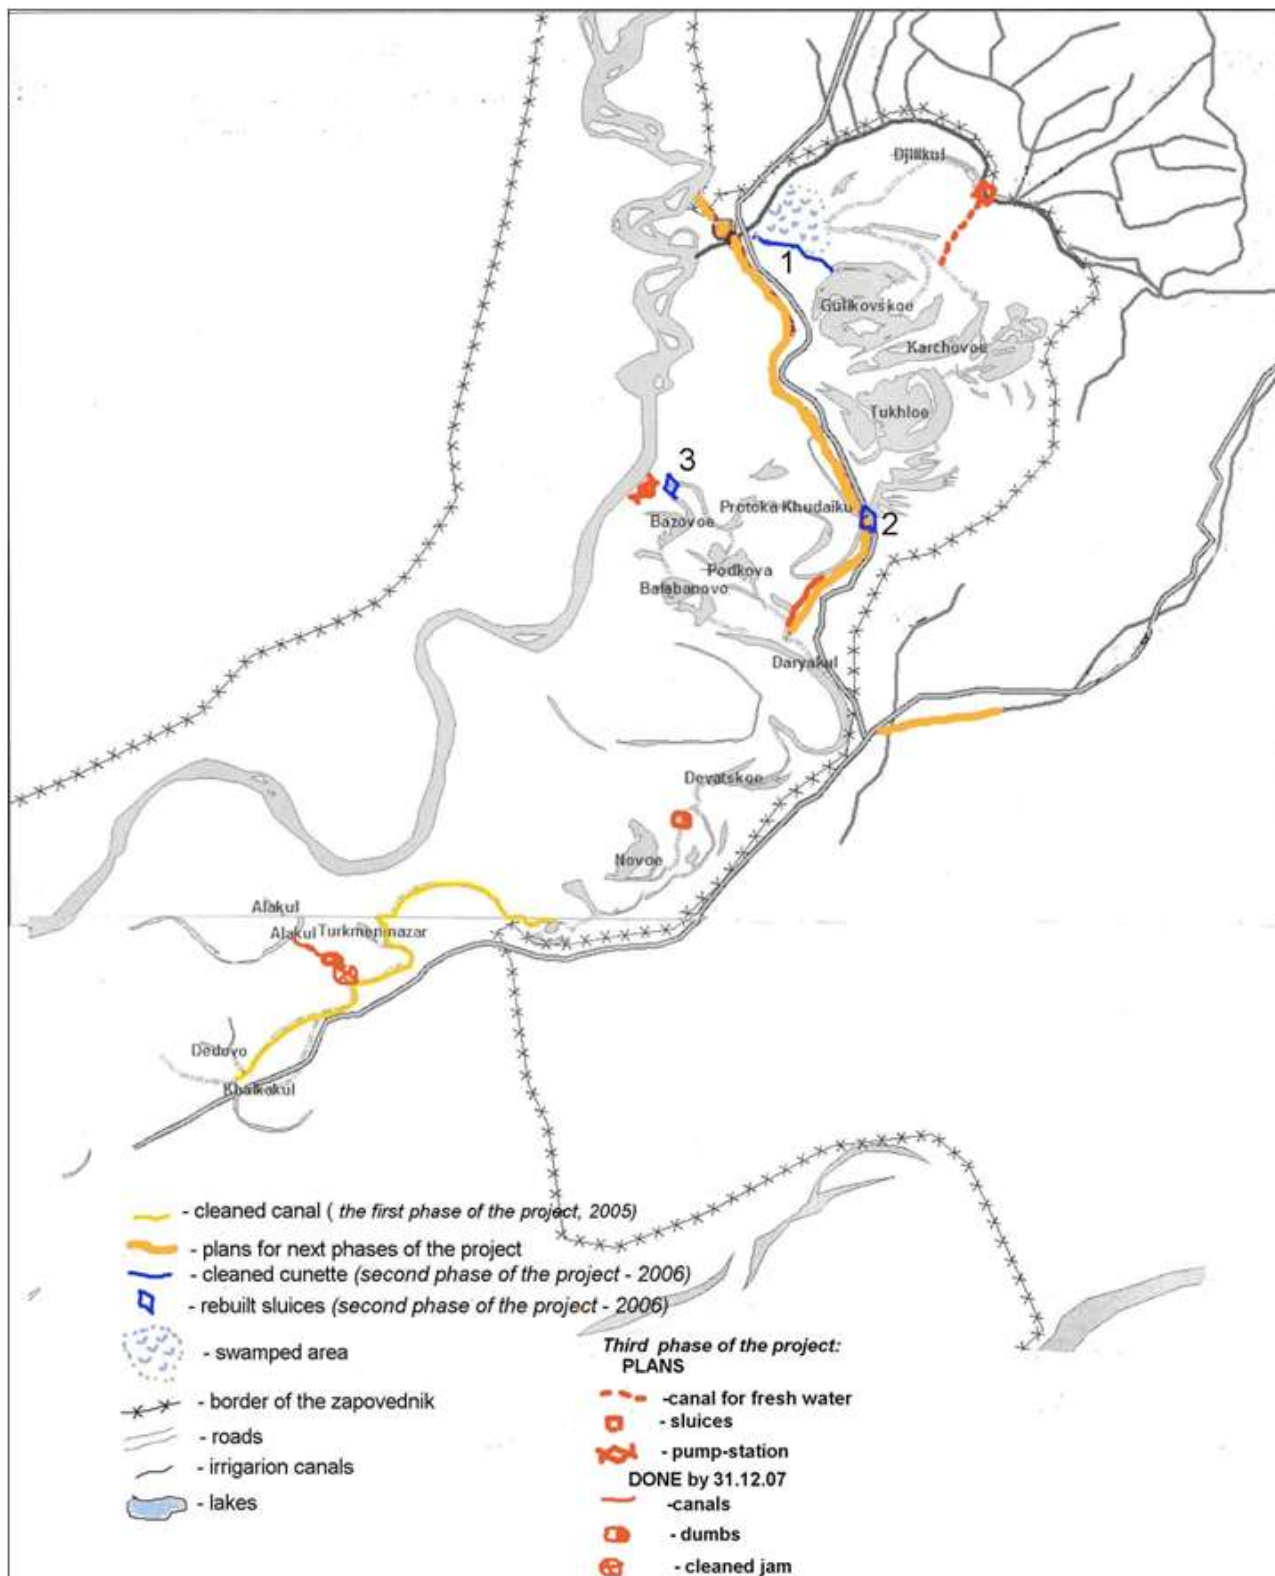 Djilikul
1
Gulikovskoe
Karchovoe
Tukhloe
3
Protoka Khudaiku
2
Bazovoe
Podkova
Balabanovo
Daryakul
Devatskoe
Novoe
Alakul
Alakul
Turkmen-nazar
Dedovo
Khalkakul
- cleaned canal ( the first phase of the project, 2005)
- plans for next phases of the project
- cleaned cunette (second phase of the project - 2006)
- rebuilt sluices (second phase of the project - 2006)
- swamped area
- border of the zapovednik
- roads
- irrigarion canals
- lakes
Third phase of the project:
PLANS
-canal for fresh water
- sluices
- pump-station
DONE by 31.12.07
-canals
- dumbs
- cleaned jam